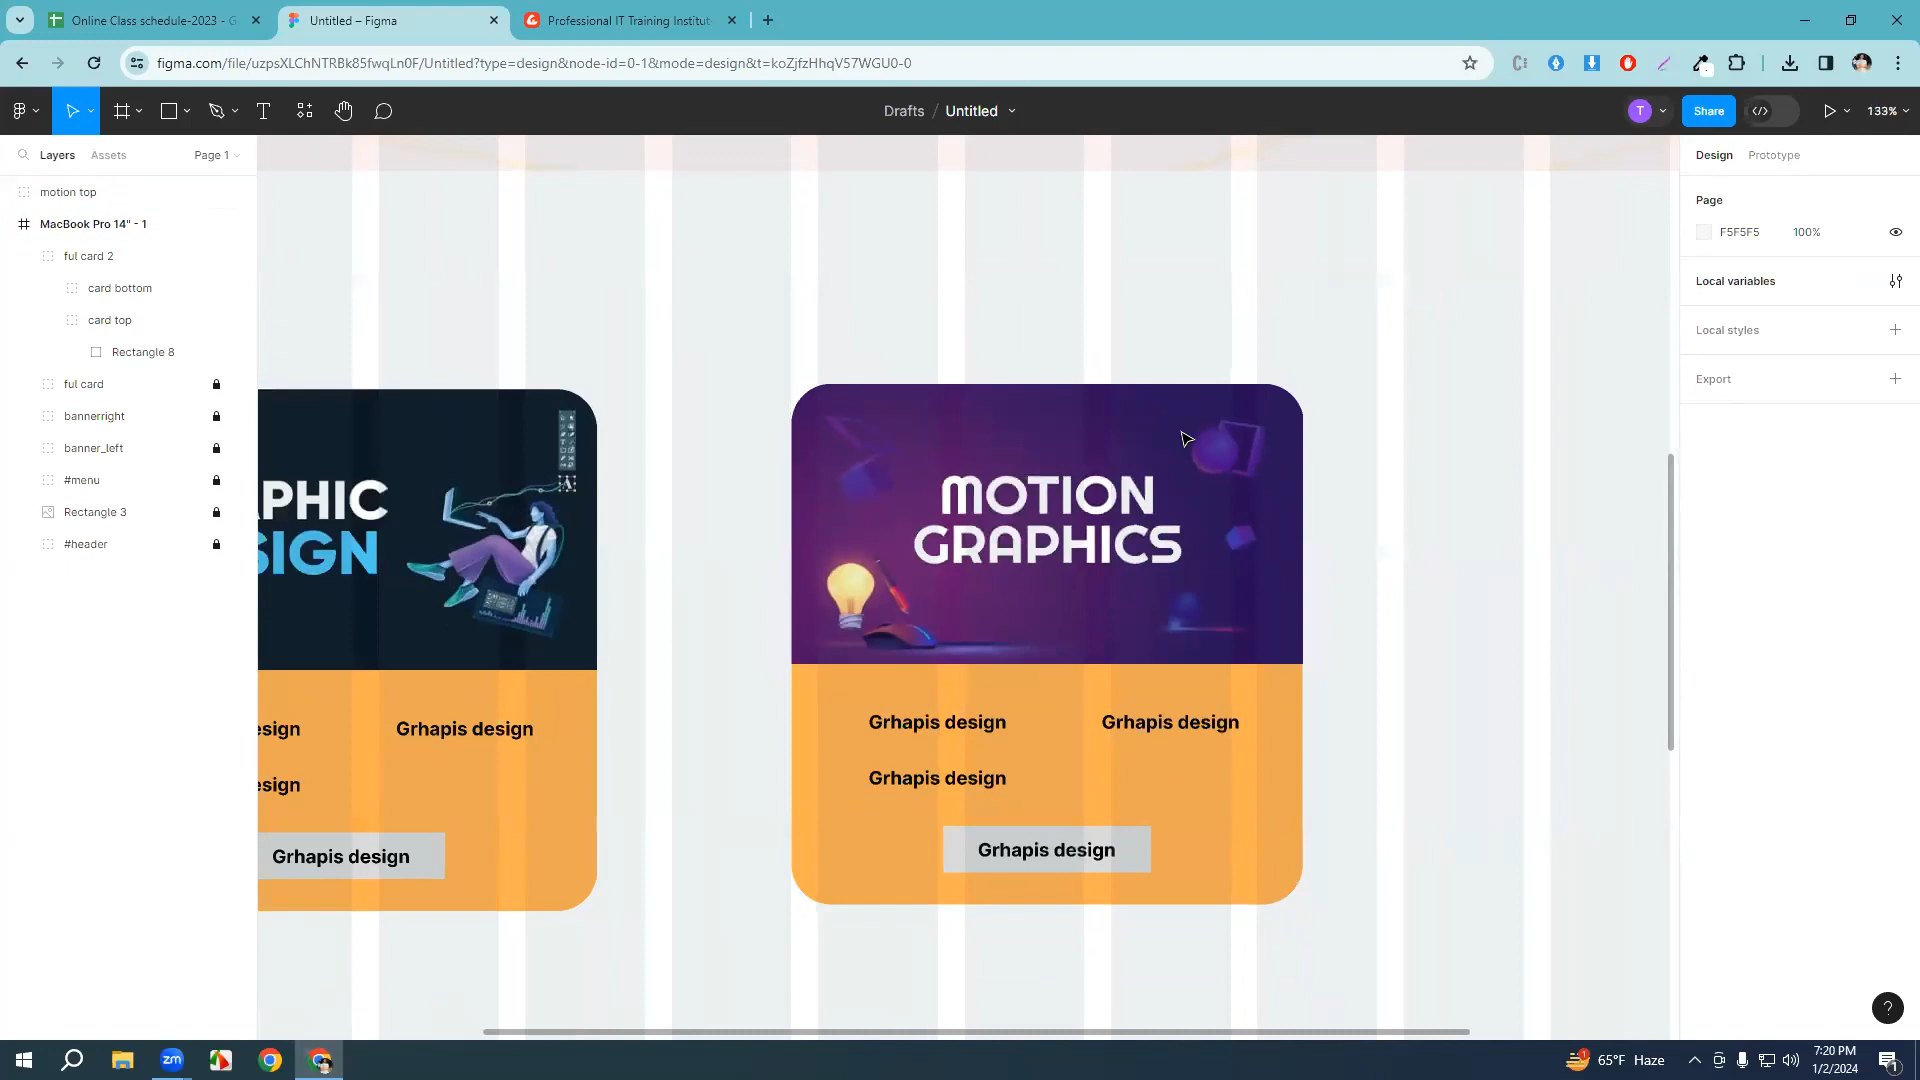 Online Class schedule-2023 - G
Untitled – Figma
Professional IT Training Institut
figma.com/file/uzpsXLChNTRBk85fwqLn0F/Untitled?type=design&node-id=0-1&mode=design&t=koZjfzHhqV57WGU0-0
Drafts / Untitled
T
Share
133%
Layers
Assets
Page 1
Design
Prototype
motion top
MacBook Pro 14" - 1
ful card 2
card bottom
card top
Rectangle 8
ful card
bannerright
banner_left
#menu
Rectangle 3
#header
Page
F5F5F5
100%
Local variables
Local styles
Export
APHIC
SIGN
A
MOTION
GRAPHICS
esign
Grhapis design
esign
Grhapis design
Grhapis design
Grhapis design
Grhapis design
Grhapis design
?
zm
1
65°F Haze
7:20 PM
1/2/2024
1